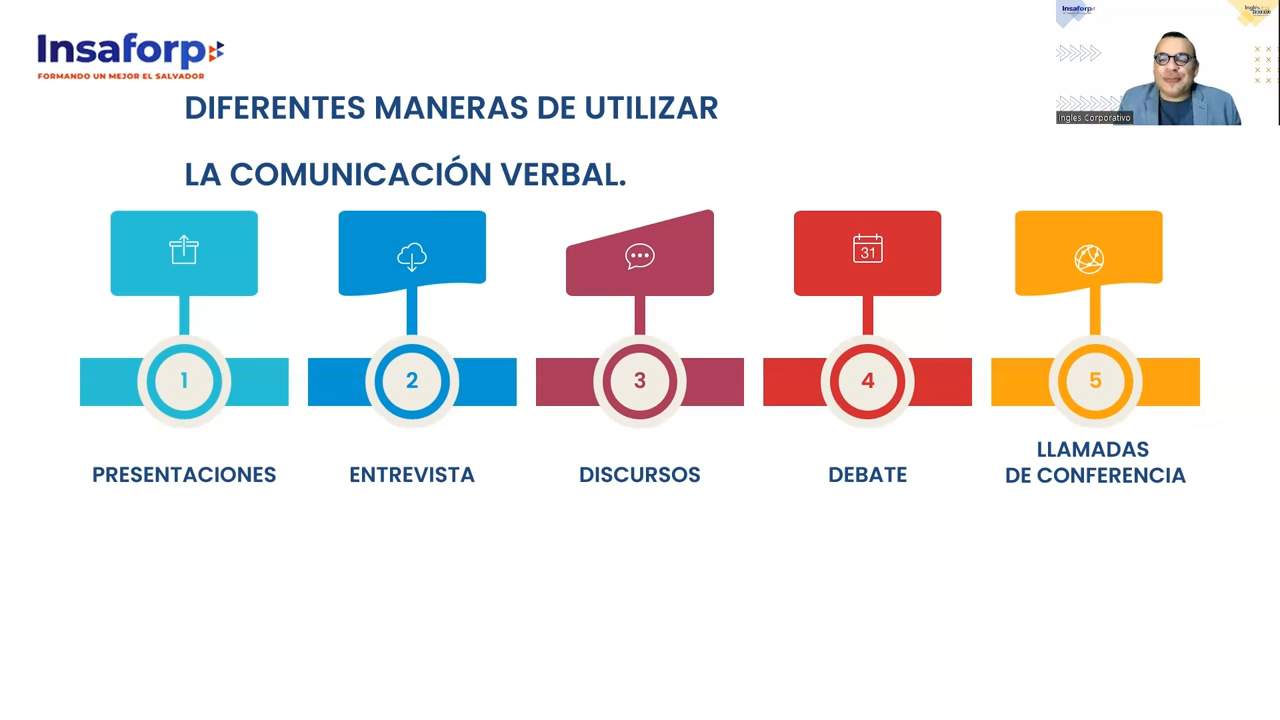 Insaforp
FORMANDO UN MEJOR EL SALVADOR
DIFERENTES MANERAS DE UTILIZAR
LA COMUNICACIÓN VERBAL.
Insaforp
Ingles Corporativo
31
1
2
3
4
5
PRESENTACIONES
ENTREVISTA
DISCURSOS
DEBATE
LLAMADAS
DE CONFERENCIA